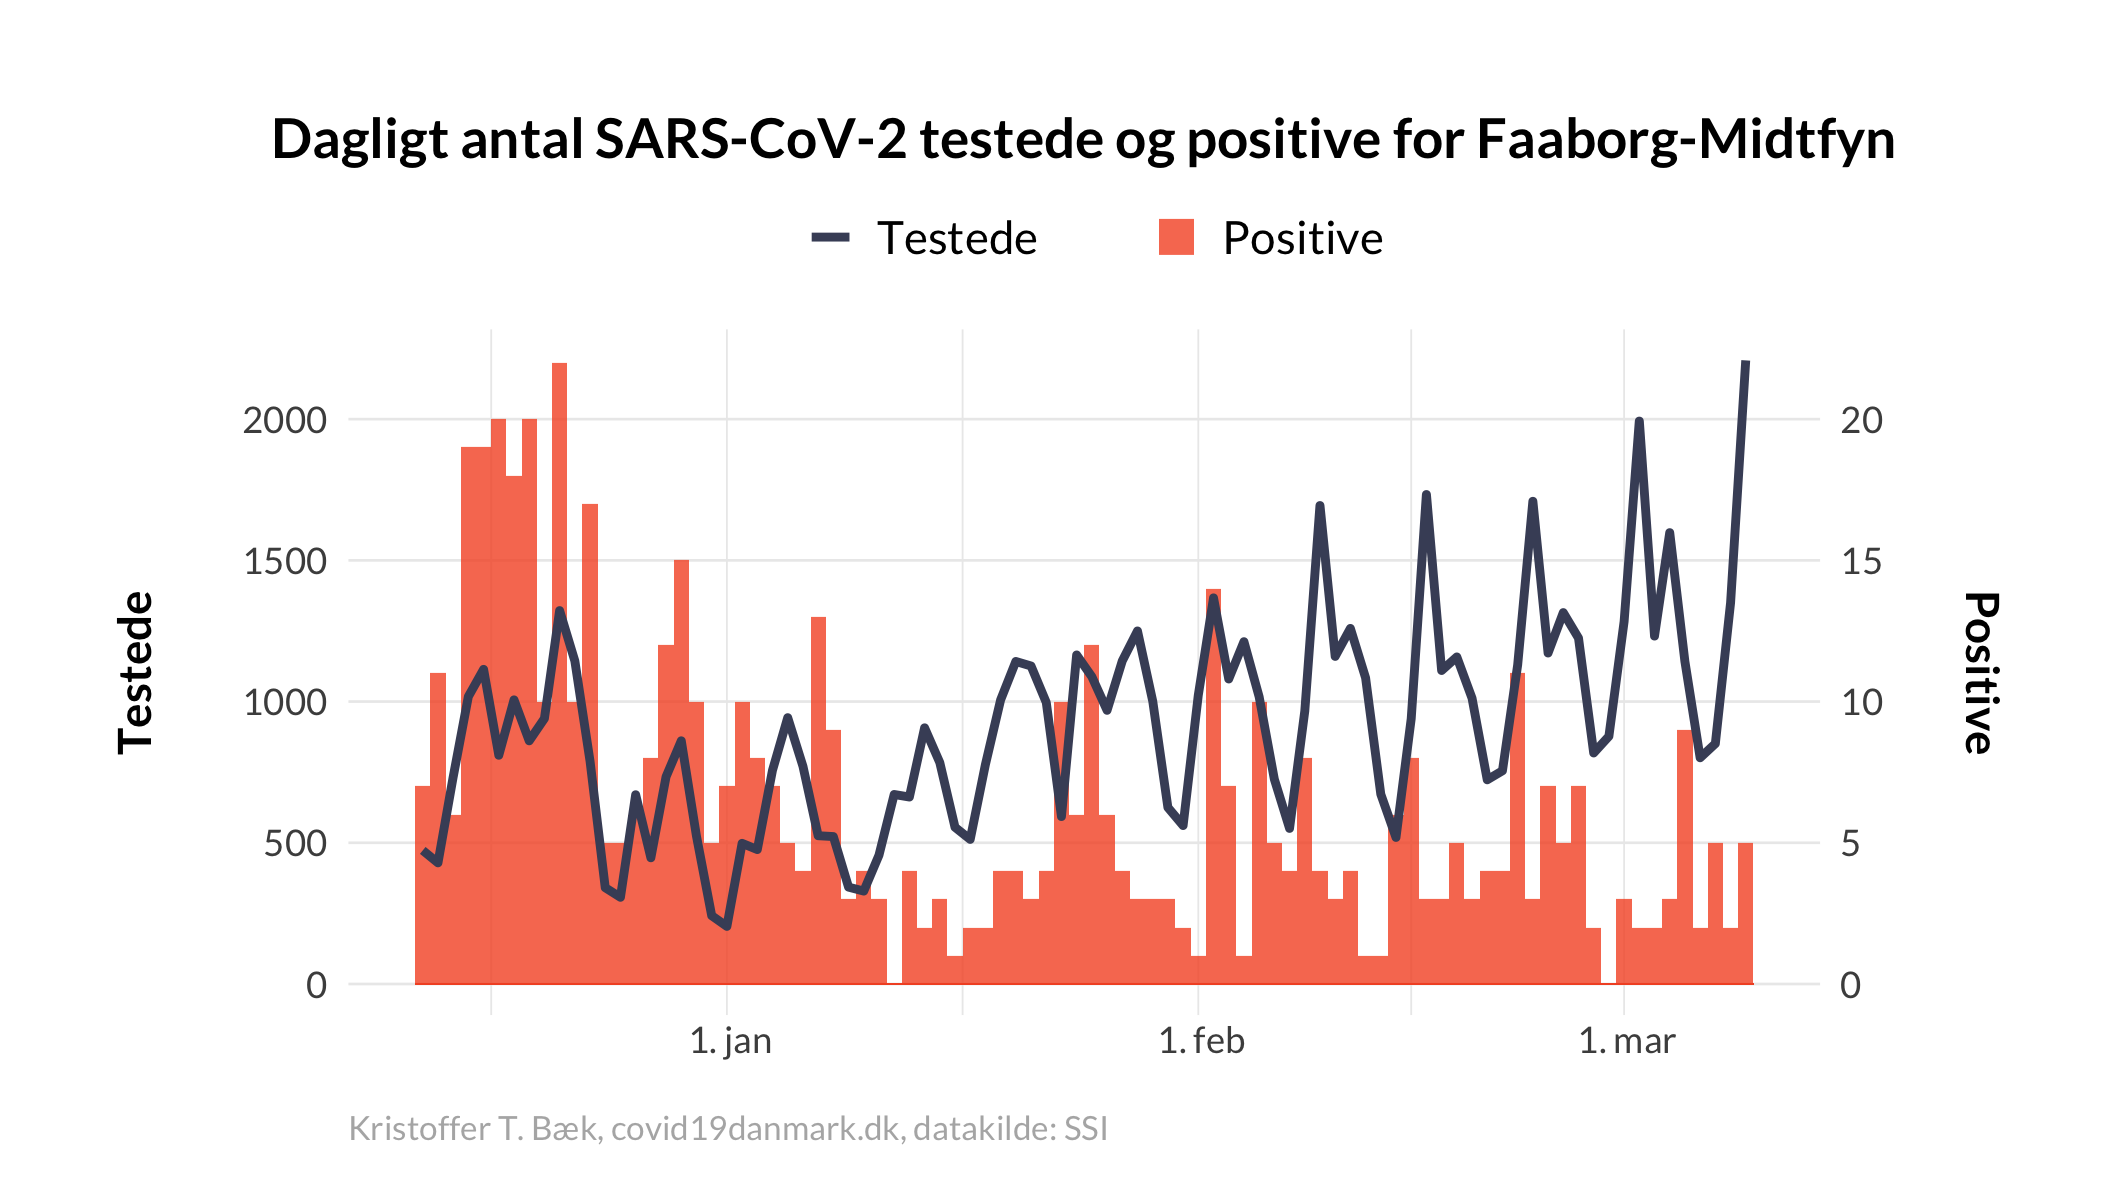 Dagligt antal SARS-CoV-2 testede og positive for Faaborg-Midtfyn
Testede Positive
2000 20
1500 15
1000 10
500 5
0 0
Testede
Positive
1. jan 1. feb 1. mar
Kristoffer T. Bæk, covid19danmark.dk, datakilde: SSI